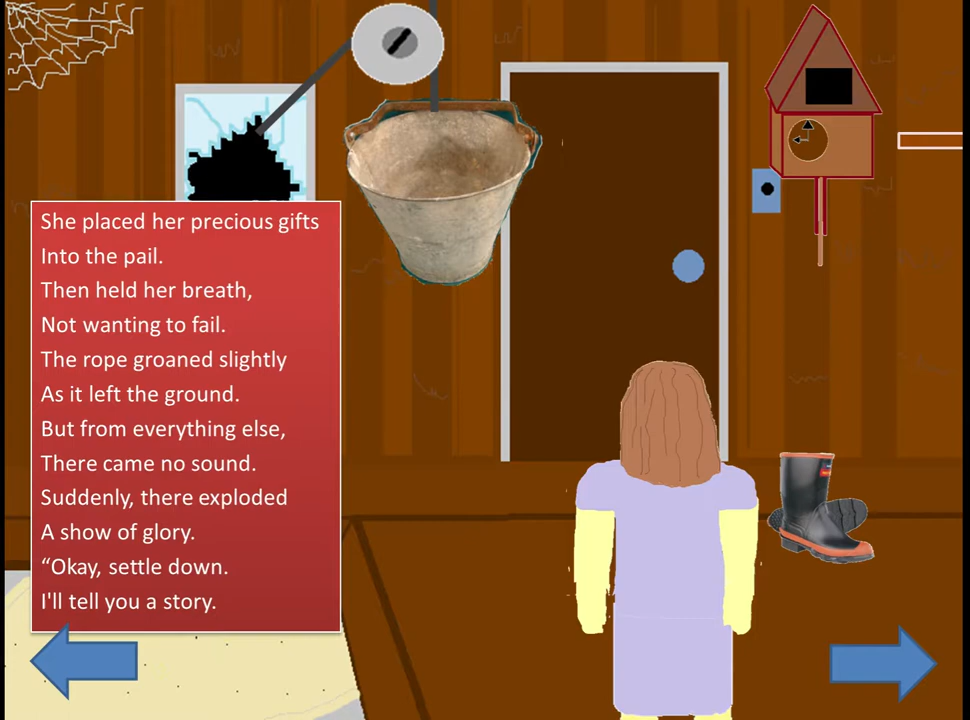 She placed her precious gifts
Into the pail.
Then held her breath,
Not wanting to fail.
The rope groaned slightly
As it left the ground.
But from everything else,
There came no sound.
Suddenly, there exploded
A show of glory.
“Okay, settle down.
I'll tell you a story.